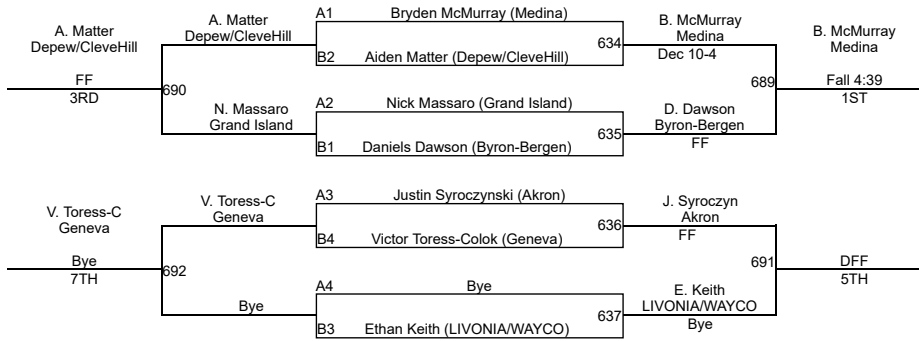 A. Matter
Depew/CleveHill
FF
3RD
A. Matter
Depew/CleveHill
690
N. Massaro
Grand Island
A1
Bryden McMurray (Medina)
634
B2
Aiden Matter (Depew/CleveHill)
A2
Nick Massaro (Grand Island)
635
B1
Daniels Dawson (Byron-Bergen)
B. McMurray
Medina
Dec 10-4
689
D. Dawson
Byron-Bergen
FF
B. McMurray
Medina
Fall 4:39
1ST
V. Toress-C
Geneva
Bye
7TH
V. Toress-C
Geneva
692
Bye
A3
Justin Syroczynski (Akron)
636
B4
Victor Toress-Colok (Geneva)
A4
Bye
637
B3
Ethan Keith (LIVONIA/WAYCO)
J. Syroczyn
Akron
FF
691
E. Keith
LIVONIA/WAYCO
Bye
DFF
5TH